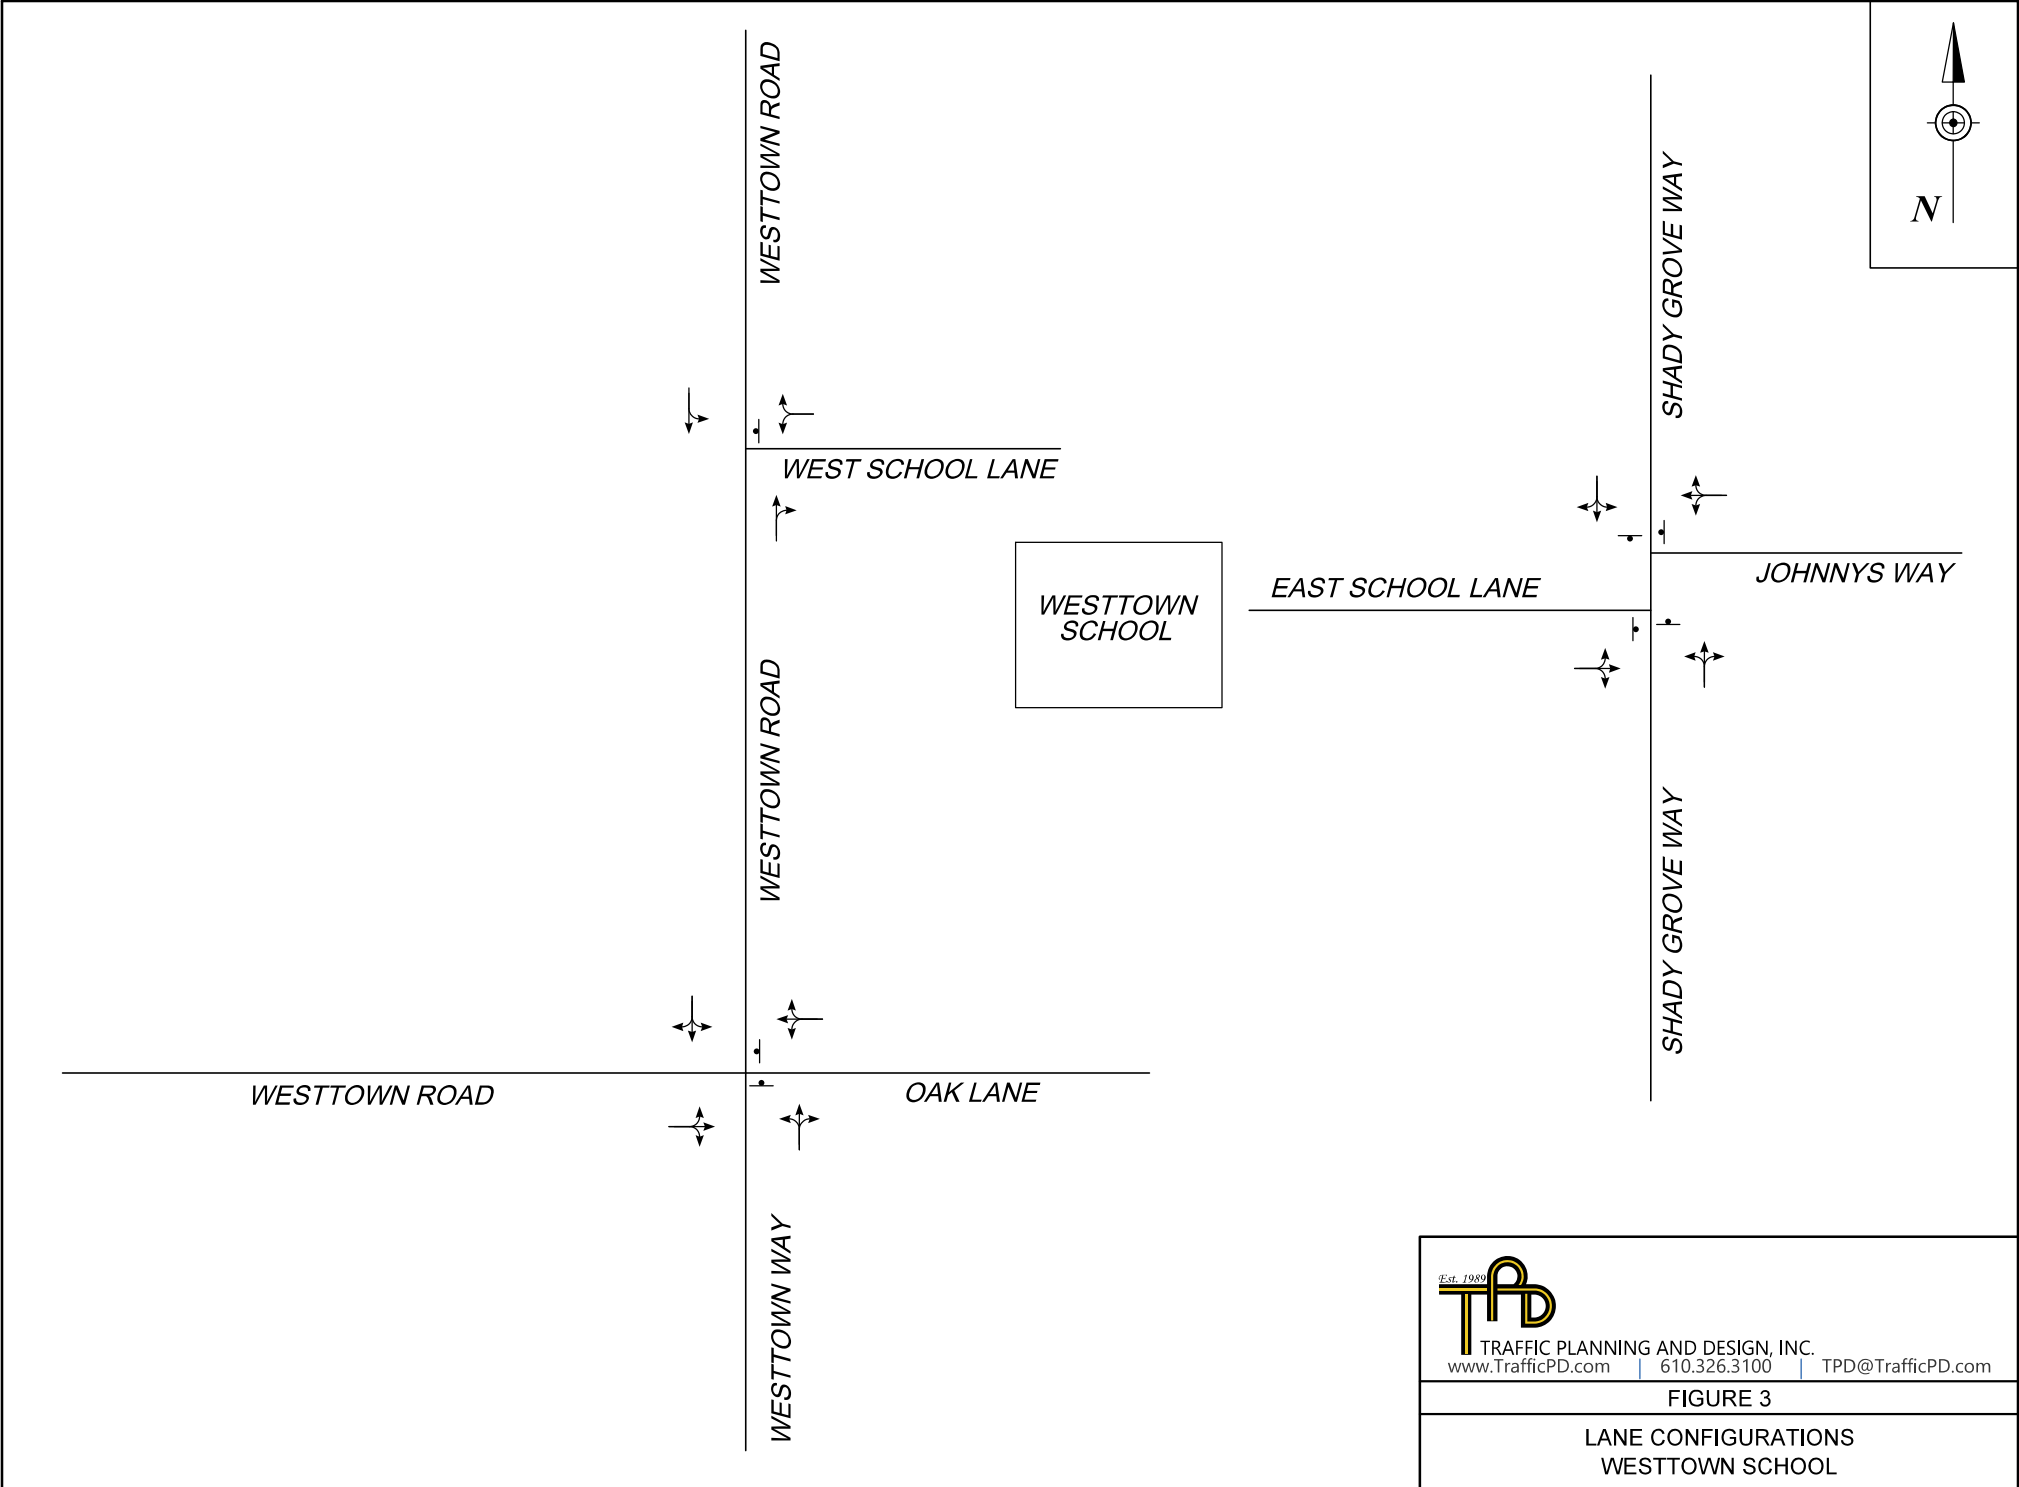 WESTTOWN ROAD
SHADY GROVE WAY
N
WEST SCHOOL LANE
WESTTOWN
SCHOOL
EAST SCHOOL LANE
JOHNNYS WAY
WESTTOWN ROAD
SHADY GROVE WAY
WESTTOWN ROAD
OAK LANE
WESTTOWN WAY
Est. 1989
TPD
TRAFFIC PLANNING AND DESIGN, INC.
www.TrafficPD.com | 610.326.3100 | TPD@TrafficPD.com
FIGURE 3
LANE CONFIGURATIONS
WESTTOWN SCHOOL